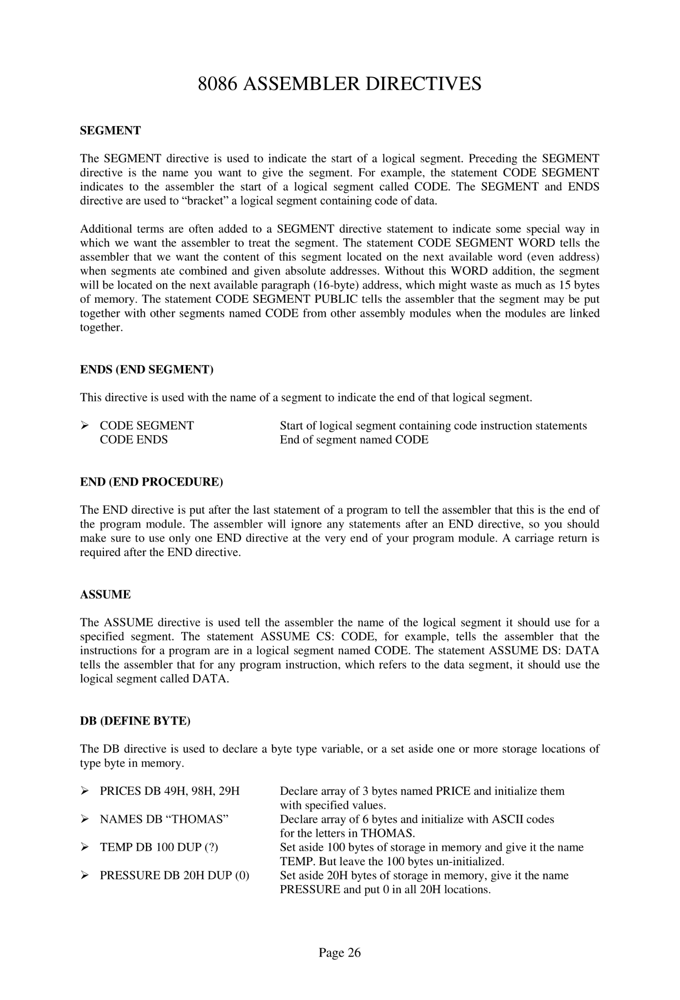 8086 ASSEMBLER DIRECTIVES
SEGMENT
The SEGMENT directive is used to indicate the start of a logical segment. Preceding the SEGMENT
directive is the name you want to give the segment. For example, the statement CODE SEGMENT
indicates to the assembler the start of a logical segment called CODE. The SEGMENT and ENDS
directive are used to “bracket” a logical segment containing code of data.
Additional terms are often added to a SEGMENT directive statement to indicate some special way in
which we want the assembler to treat the segment. The statement CODE SEGMENT WORD tells the
assembler that we want the content of this segment located on the next available word (even address)
when segments ate combined and given absolute addresses. Without this WORD addition, the segment
will be located on the next available paragraph (16-byte) address, which might waste as much as 15 bytes
of memory. The statement CODE SEGMENT PUBLIC tells the assembler that the segment may be put
together with other segments named CODE from other assembly modules when the modules are linked
together.
ENDS (END SEGMENT)
This directive is used with the name of a segment to indicate the end of that logical segment.
➢ CODE SEGMENT Start of logical segment containing code instruction statements
CODE ENDS End of segment named CODE
END (END PROCEDURE)
The END directive is put after the last statement of a program to tell the assembler that this is the end of
the program module. The assembler will ignore any statements after an END directive, so you should
make sure to use only one END directive at the very end of your program module. A carriage return is
required after the END directive.
ASSUME
The ASSUME directive is used tell the assembler the name of the logical segment it should use for a
specified segment. The statement ASSUME CS: CODE, for example, tells the assembler that the
instructions for a program are in a logical segment named CODE. The statement ASSUME DS: DATA
tells the assembler that for any program instruction, which refers to the data segment, it should use the
logical segment called DATA.
DB (DEFINE BYTE)
The DB directive is used to declare a byte type variable, or a set aside one or more storage locations of
type byte in memory.
➢ PRICES DB 49H, 98H, 29H Declare array of 3 bytes named PRICE and initialize them
with specified values.
➢ NAMES DB “THOMAS” Declare array of 6 bytes and initialize with ASCII codes
for the letters in THOMAS.
➢ TEMP DB 100 DUP (?) Set aside 100 bytes of storage in memory and give it the name
TEMP. But leave the 100 bytes un-initialized.
➢ PRESSURE DB 20H DUP (0) Set aside 20H bytes of storage in memory, give it the name
PRESSURE and put 0 in all 20H locations.
Page 26